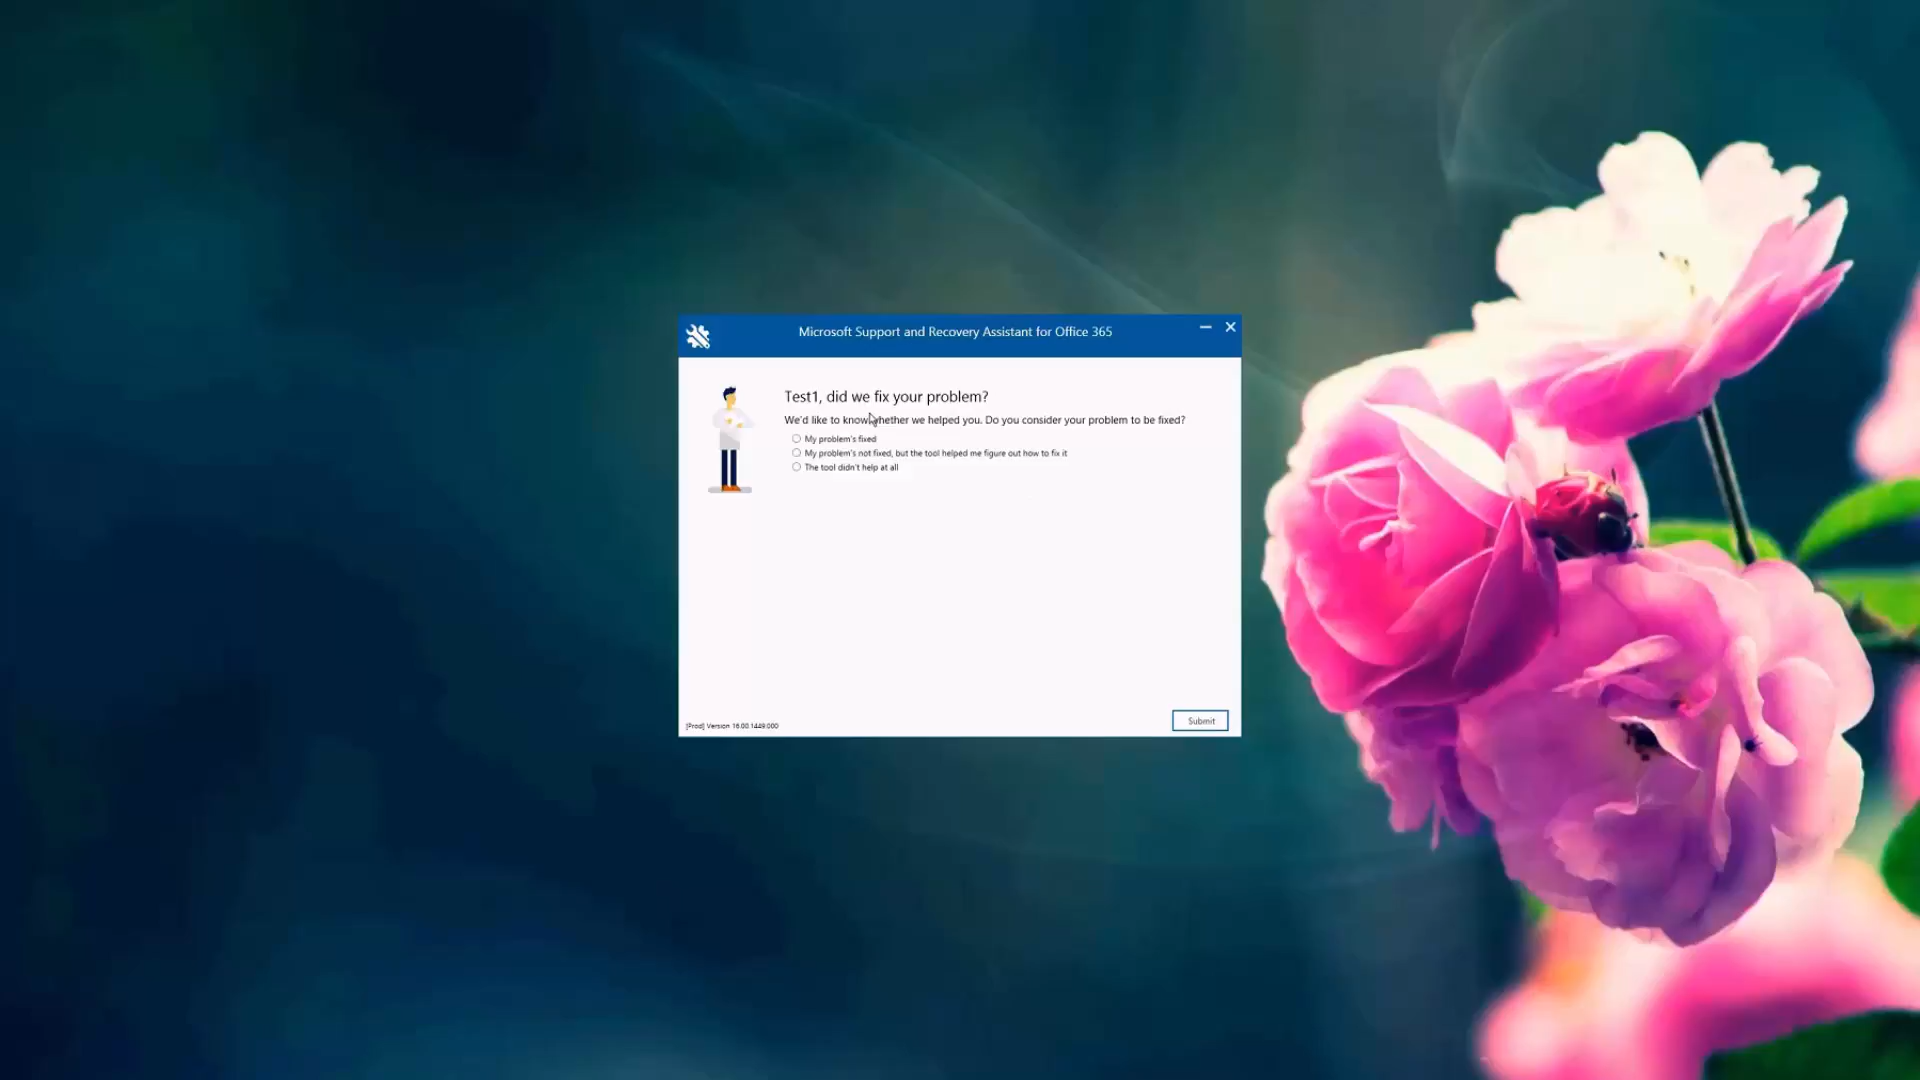 Microsoft Support and Recovery Assistant for Office 365
Test1, did we fix your problem?
We'd like to know whether we helped you. Do you consider your problem to be fixed?
My problem's fixed
My problem's not fixed, but the tool helped me figure out how to fix it
The tool didn't help at all
[Prod] Version 16.00.1449.000
Submit